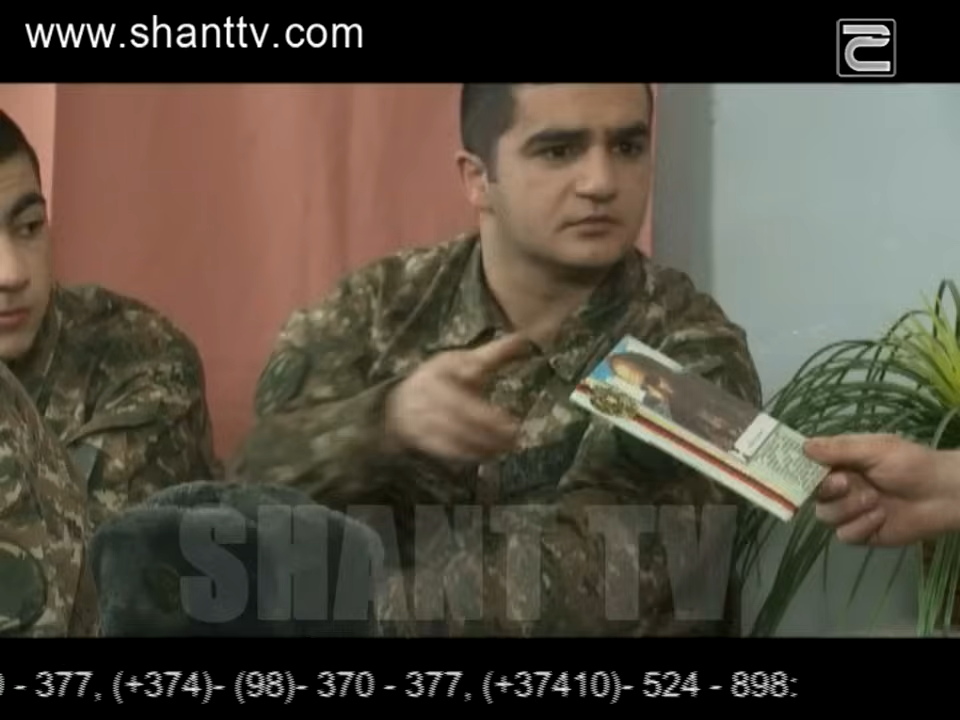 www.shanttv.com
SHANT TV
- 377, (+374)- (98)- 370 - 377, (+37410)- 524 - 898: